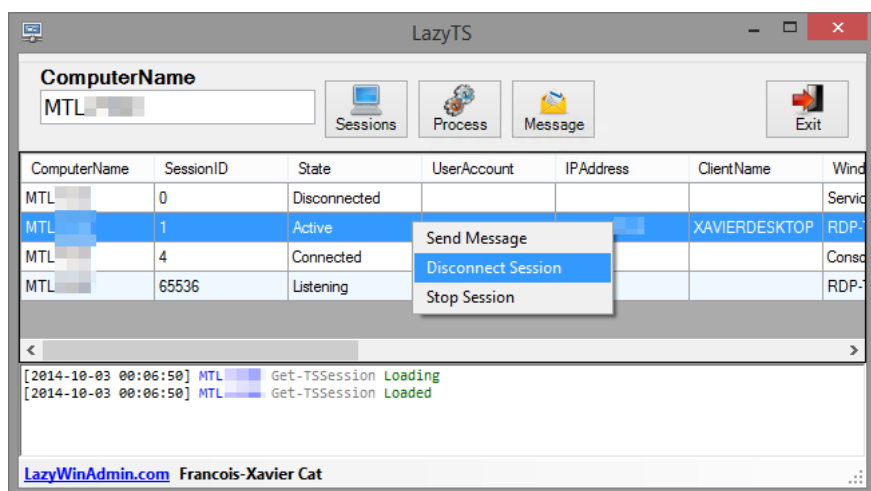 LazyTS
ComputerName
MTL
Sessions Process Message Exit
ComputerName SessionID State UserAccount IPAddress ClientName Wind
MTL 0 Disconnected Servic
MTL 1 Active XAVIERDESKTOP RDP-T
Send Message
MTL 4 Connected Conso
Disconnect Session
MTL 65536 Listening RDP-T
Stop Session
[2014-10-03 00:06:50] MTL Get-TSSession Loading
[2014-10-03 00:06:50] MTL Get-TSSession Loaded
LazyWinAdmin.com Francois-Xavier Cat